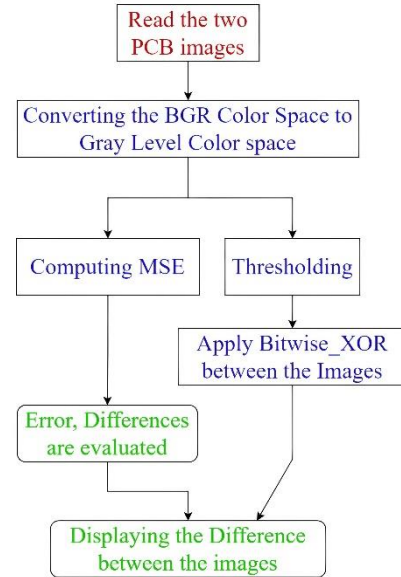 Read the two
PCB images
Converting the BGR Color Space to
Gray Level Color space
Computing MSE
Thresholding
Apply Bitwise_XOR
between the Images
Error, Differences
are evaluated
Displaying the Difference
between the images